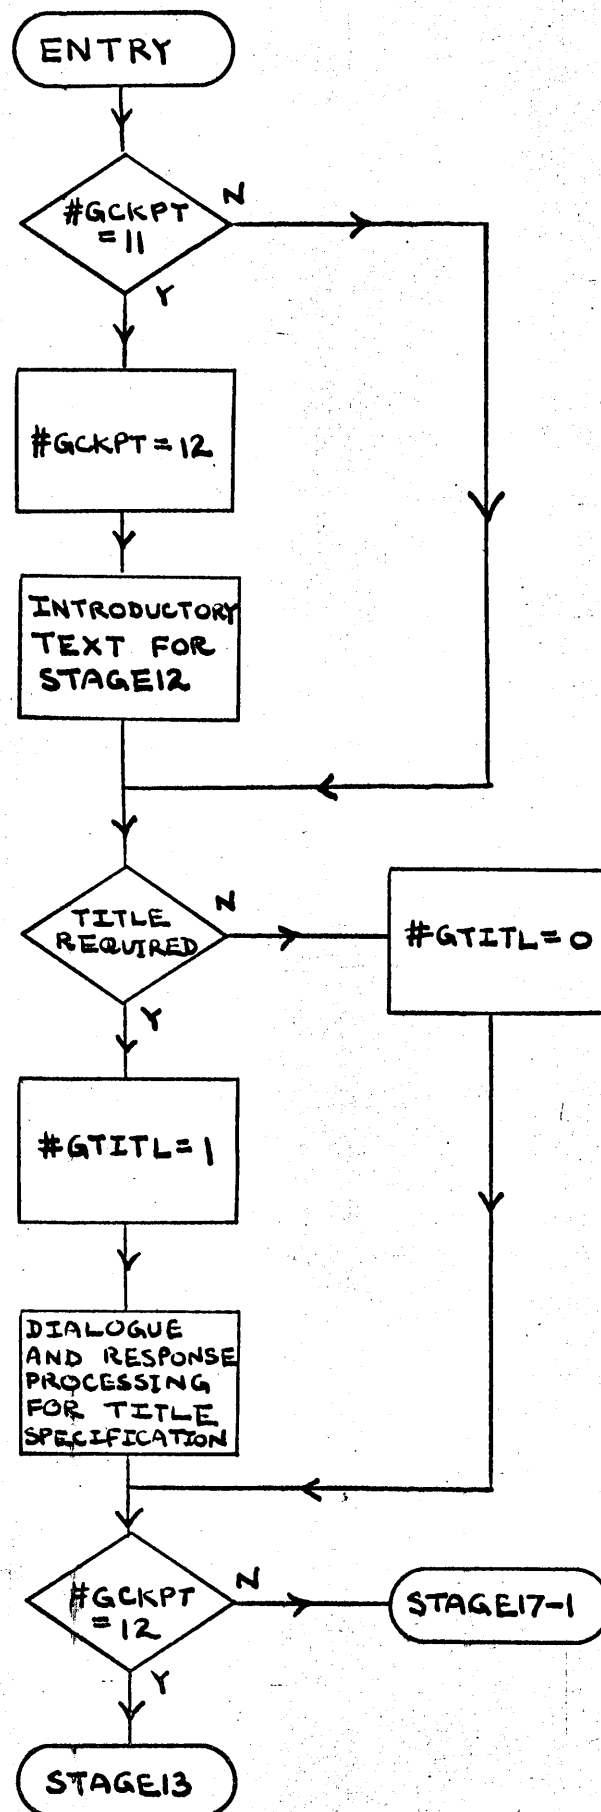 ENTRY
#GCKPT
=11
N
Y
#GCKPT=12
INTRODUCTORY
TEXT FOR
STAGE12
TITLE
REQUIRED
N
#GTITL=0
Y
#GTITL=1
DIALOGUE
AND RESPONSE
PROCESSING
FOR TITLE
SPECIFICATION
#GCKPT
=12
N
STAGE17-1
Y
STAGE13